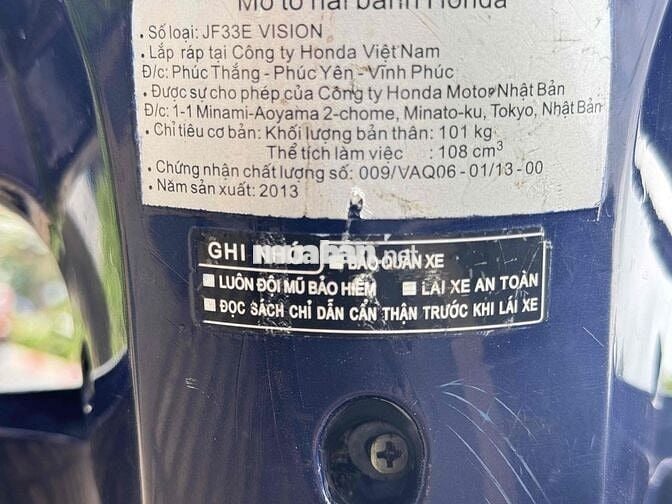 Mô tô hai bánh Honda
. Số loại: JF33E VISION
. Lắp ráp tại Công ty Honda Việt Nam
Đ/c: Phúc Thắng - Phúc Yên - Vĩnh Phúc
. Được sự cho phép của Công ty Honda Motor Nhật Bản
Đ/c: 1-1 Minami-Aoyama 2-chome, Minato-ku, Tokyo, Nhật Bản
. Chỉ tiêu cơ bản: Khối lượng bản thân: 101 kg
Thể tích làm việc : 108 cm³
. Chứng nhận chất lượng số: 009/VAQ06 - 01/13 - 00
. Năm sản xuất: 2013
GHI NHỚ BẢO QUẢN XE
LUÔN ĐỘI MŨ BẢO HIỂM LÁI XE AN TOÀN
ĐỌC SÁCH CHỈ DẪN CẨN THẬN TRƯỚC KHI LÁI XE